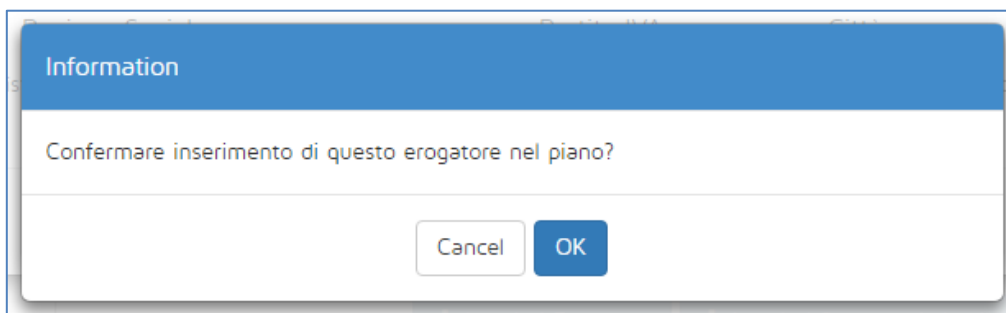 Information
Confermare inserimento di questo erogatore nel piano?
Cancel OK